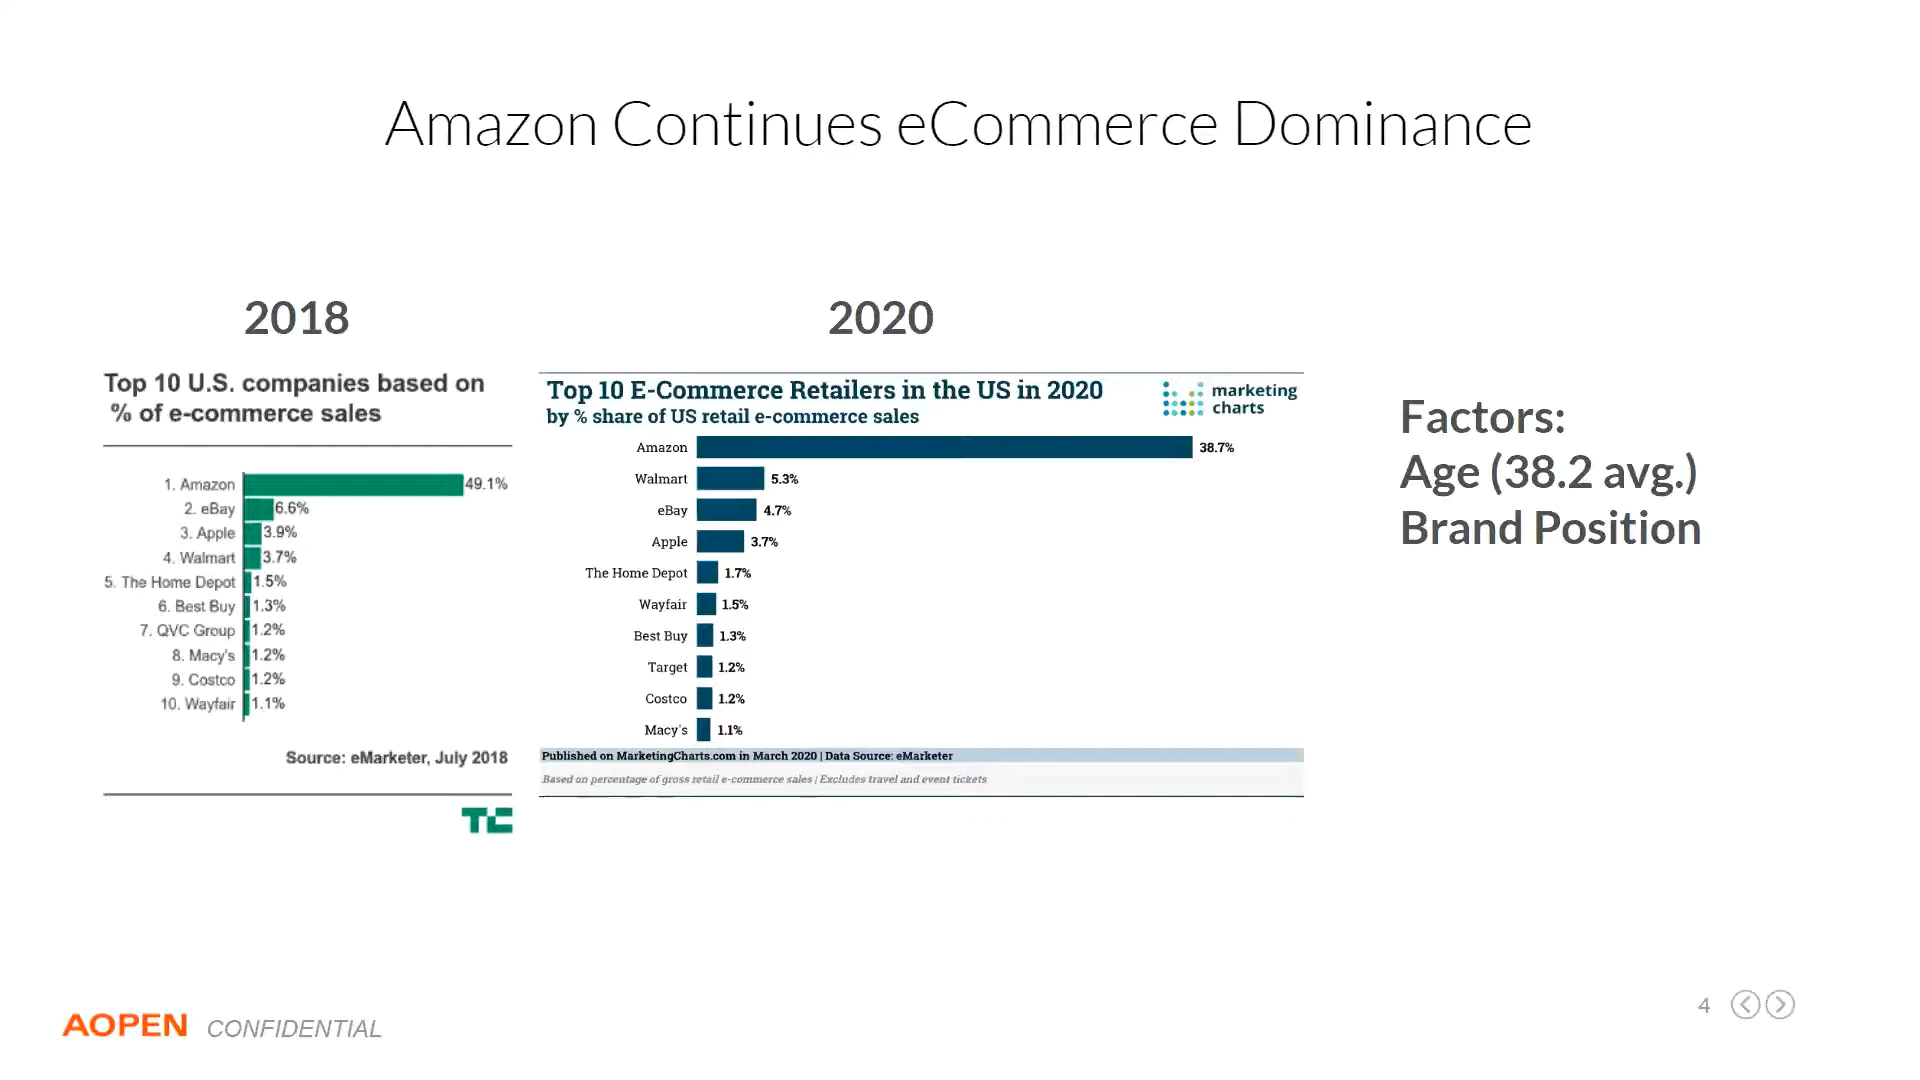 Amazon Continues eCommerce Dominance
2018
Top 10 U.S. companies based on
% of e-commerce sales
1. Amazon 49.1%
2. eBay 6.6%
3. Apple 3.9%
4. Walmart 3.7%
5. The Home Depot 1.5%
6. Best Buy 1.3%
7. QVC Group 1.2%
8. Macy's 1.2%
9. Costco 1.2%
10. Wayfair 1.1%
Source: eMarketer, July 2018
TC
2020
Top 10 E-Commerce Retailers in the US in 2020
by % share of US retail e-commerce sales
marketing
charts
Amazon 38.7%
Walmart 5.3%
eBay 4.7%
Apple 3.7%
The Home Depot 1.7%
Wayfair 1.5%
Best Buy 1.3%
Target 1.2%
Costco 1.2%
Macy's 1.1%
Published on MarketingCharts.com in March 2020 | Data Source: eMarketer
Based on percentage of gross retail e-commerce sales | Excludes travel and event tickets
Factors:
Age (38.2 avg.)
Brand Position
AOPEN CONFIDENTIAL
4